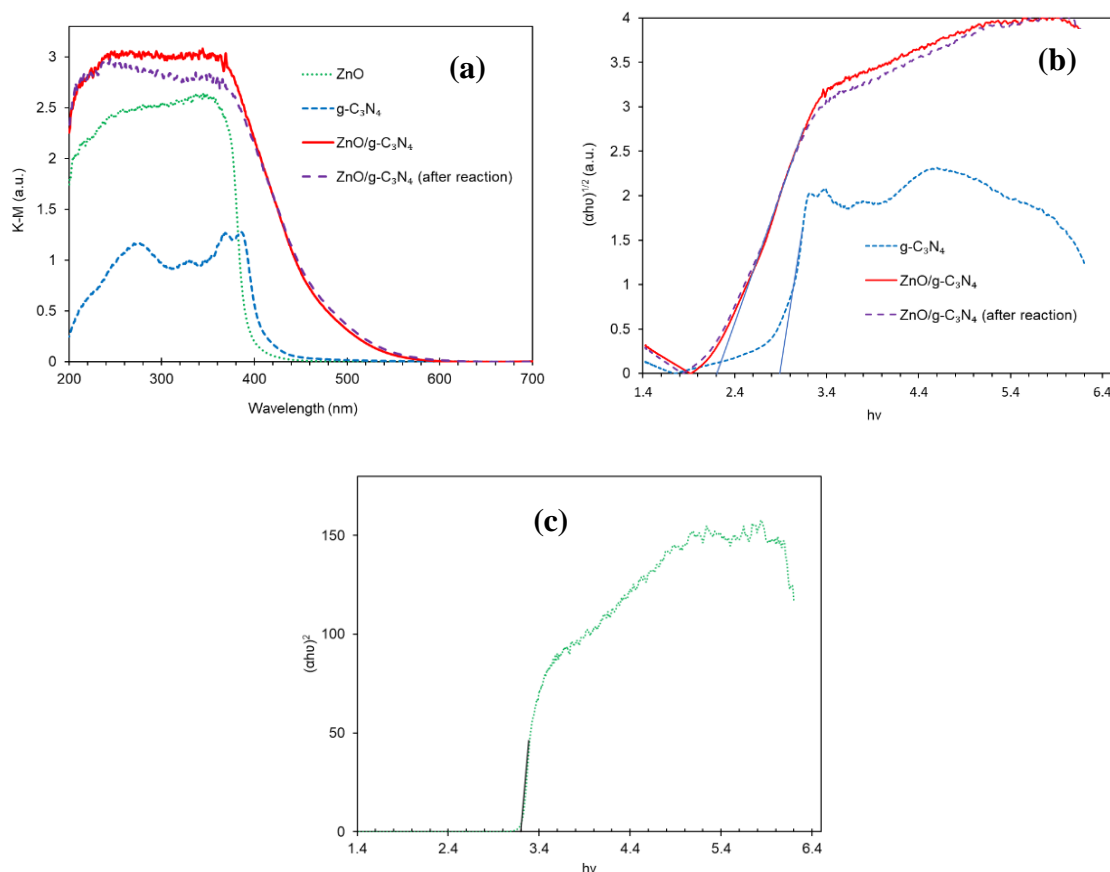 (a)
K-M (a.u.)
3
2.5
2
1.5
1
0.5
0
200 300 400 500 600 700
Wavelength (nm)
ZnO
g-C₃N₄
ZnO/g-C₃N₄
ZnO/g-C₃N₄ (after reaction)
(b)
(αhυ)¹/² (a.u.)
4
3.5
3
2.5
2
1.5
1
0.5
0
1.4 2.4 3.4 4.4 5.4 6.4
hν
g-C₃N₄
ZnO/g-C₃N₄
ZnO/g-C₃N₄ (after reaction)
(c)
(αhυ)²
150
100
50
0
1.4 2.4 3.4 4.4 5.4 6.4
hν